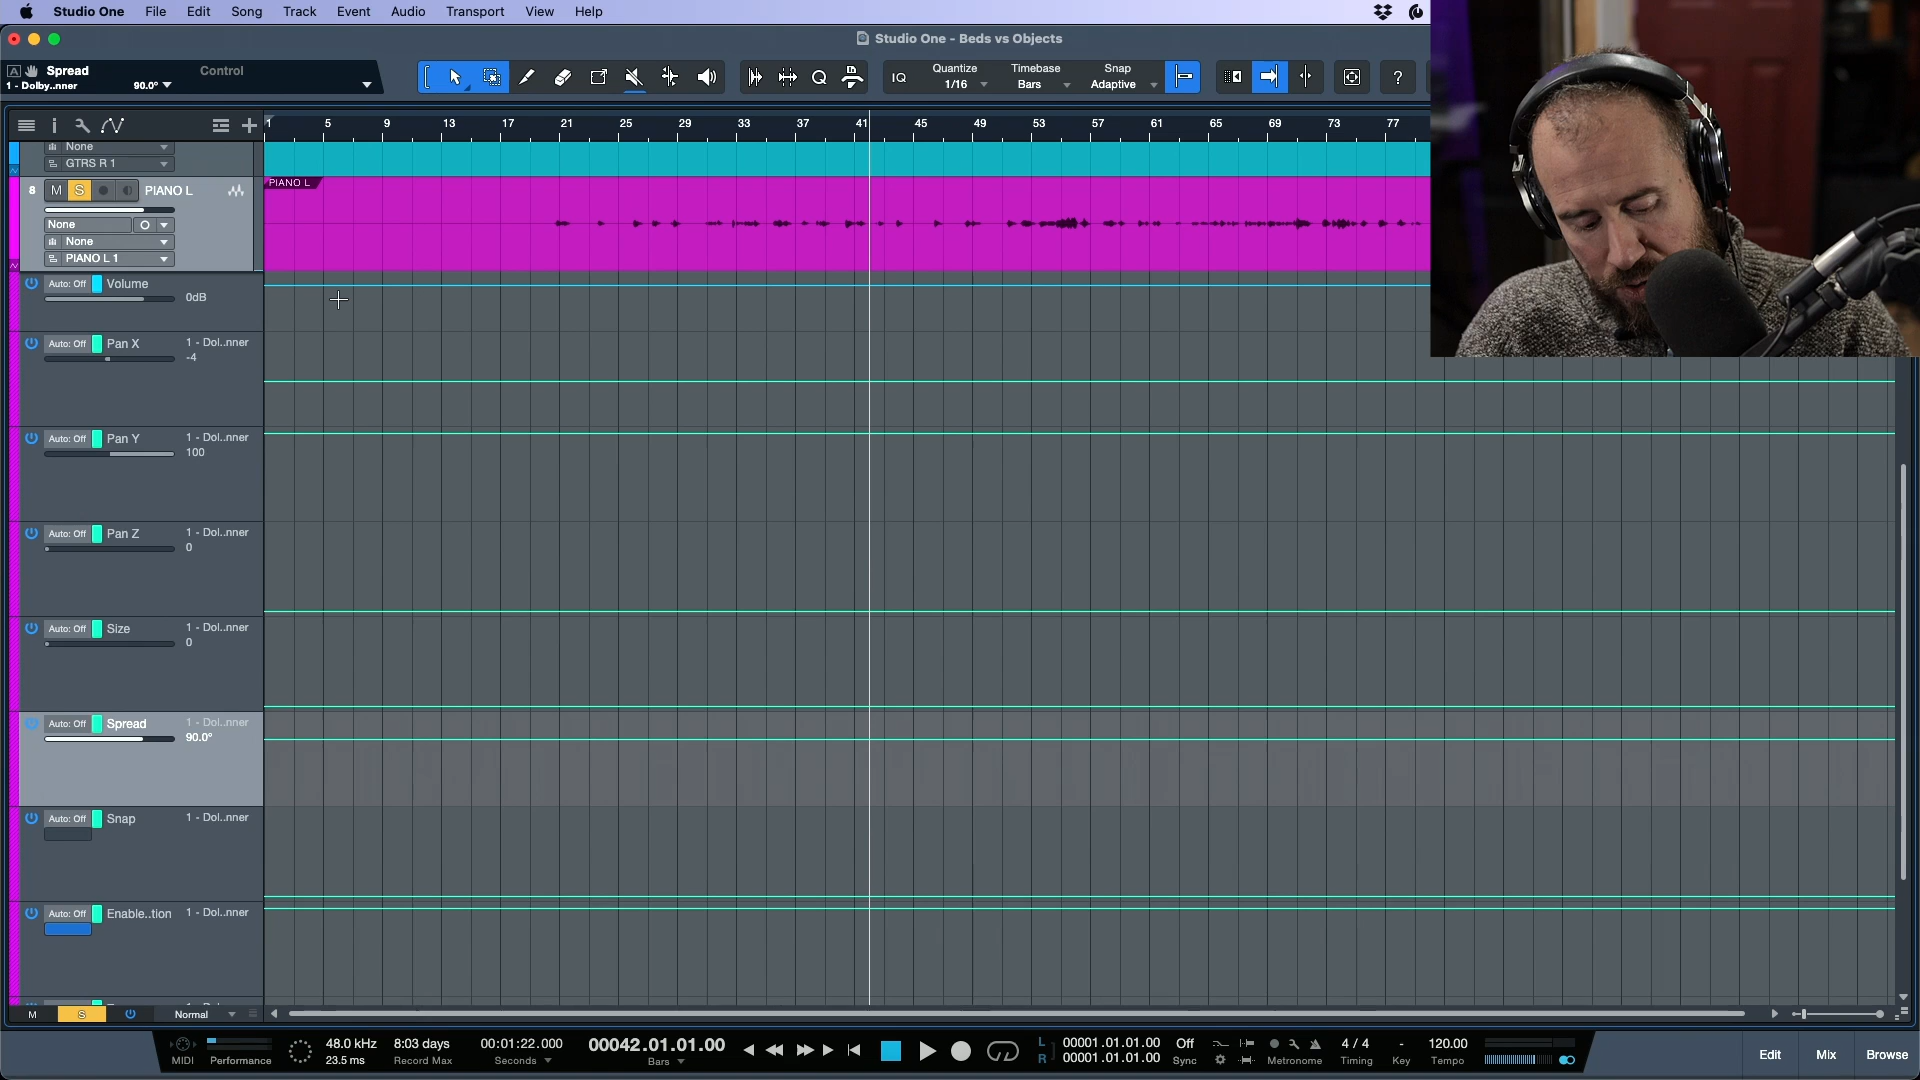 Studio One File Edit Song Track Event Audio Transport View Help
Studio One - Beds vs Objects
A Spread Control
1 - Dolby..nner 90.0°
IQ Quantize Timebase Snap
1/16 Bars Adaptive
?
1 5 9 13 17 21 25 29 33 37 41 45 49 53 57 61 65 69 73 77
None
GTRS R 1
8 M S PIANO L
PIANO L
None
None
PIANO L 1
Auto: Off Volume
0dB
Auto: Off Pan X 1 - Dol..nner
-4
Auto: Off Pan Y 1 - Dol..nner
100
Auto: Off Pan Z 1 - Dol..nner
0
Auto: Off Size 1 - Dol..nner
0
Auto: Off Spread 1 - Dol..nner
90.0°
Auto: Off Snap 1 - Dol..nner
Auto: Off Enable..tion 1 - Dol..nner
M S Normal
48.0 kHz 8:03 days 00:01:22.000 00042.01.01.00 L 00001.01.01.00 Off 4 / 4 - 120.00
MIDI Performance 23.5 ms Record Max Seconds Bars R 00001.01.01.00 Sync Metronome Timing Key Tempo
Edit Mix Browse